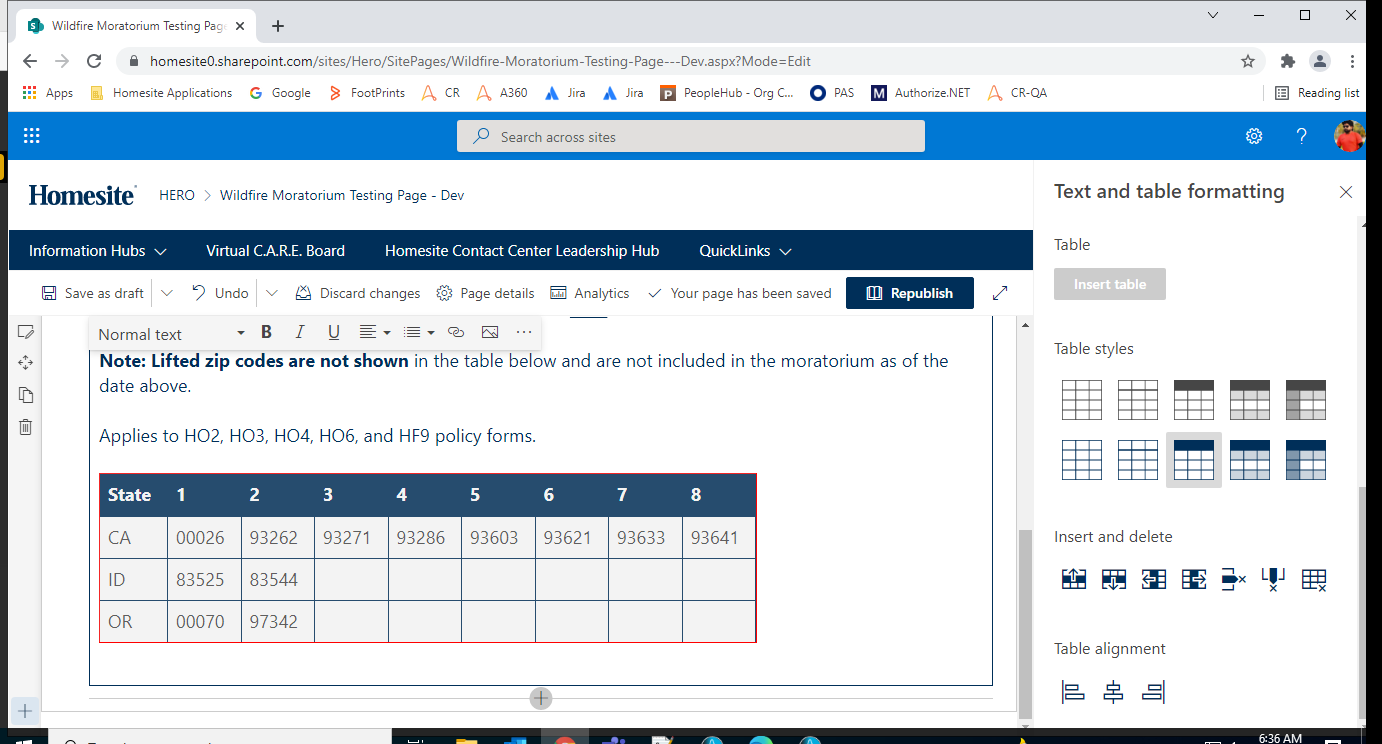 Wildfire Moratorium Testing Pag
homesite0.sharepoint.com/sites/Hero/SitePages/Wildfire-Moratorium-Testing-Page---Dev.aspx?Mode=Edit
Apps Homesite Applications Google FootPrints CR A360 Jira Jira PeopleHub - Org C... PAS Authorize.NET CR-QA Reading list
Search across sites
Homesite HERO Wildfire Moratorium Testing Page - Dev
Information Hubs Virtual C.A.R.E. Board Homesite Contact Center Leadership Hub QuickLinks
Save as draft Undo Discard changes Page details Analytics Your page has been saved Republish
Normal text B I U
Note: Lifted zip codes are not shown in the table below and are not included in the moratorium as of the
date above.
Applies to HO2, HO3, HO4, HO6, and HF9 policy forms.
State 1 2 3 4 5 6 7 8
CA 00026 93262 93271 93286 93603 93621 93633 93641
ID 83525 83544
OR 00070 97342
Text and table formatting
Table
Insert table
Table styles
Insert and delete
Table alignment
6:36 AM